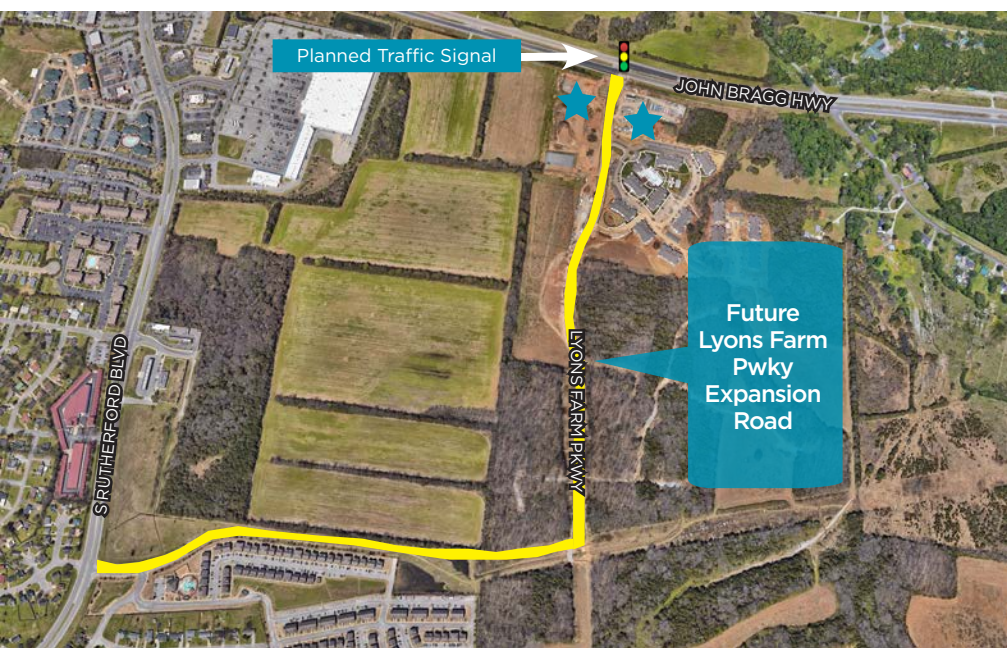 Planned Traffic Signal
JOHN BRAGG HWY
Future
Lyons Farm
Pwky
Expansion
Road
LYONS FARM PKWY
S RUTHERFORD BLVD